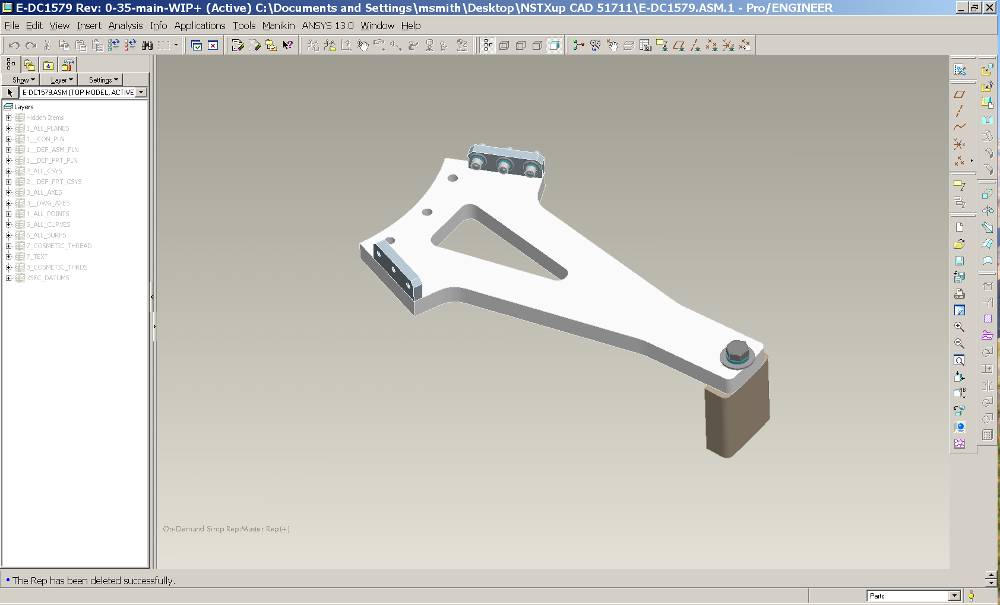 E-DC1579 Rev: 0-35-main-WIP+ (Active) C:\Documents and Settings\msmith\Desktop\NSTXup CAD 51711\E-DC1579.ASM.1 - Pro/ENGINEER
File Edit View Insert Analysis Info Applications Tools Manikin ANSYS 13.0 Window Help
Show Layer Settings
E-DC1579.ASM (TOP MODEL, ACTIVE
Layers
Hidden Items
1_ALL_PLANES
1__CON_PLN
1__DEF_ASM_PLN
1__DEF_PRT_PLN
2_ALL_CSYS
2__DEF_PRT_CSYS
3_ALL_AXES
3__DWG_AXES
4_ALL_POINTS
5_ALL_CURVES
6_ALL_SURFS
7_COSMETIC_THREAD
7_TEXT
8_COSMETIC_THRDS
XSEC_DATUMS
AB
On-Demand Simp Rep:Master Rep(+)
The Rep has been deleted successfully.
Parts